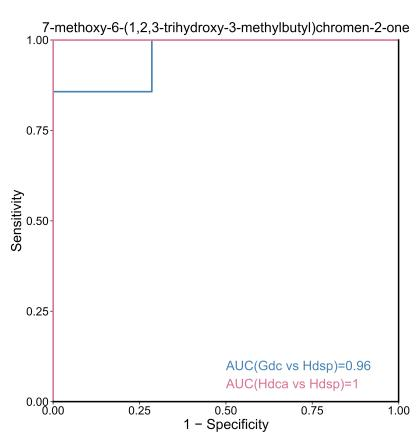 7-methoxy-6-(1,2,3-trihydroxy-3-methylbutyl)chromen-2-one
1.00
0.75
0.50
0.25
0.00
Sensitivity
AUC(Gdc vs Hdsp)=0.96
AUC(Hdca vs Hdsp)=1
0.00 0.25 0.50 0.75 1.00
1 − Specificity